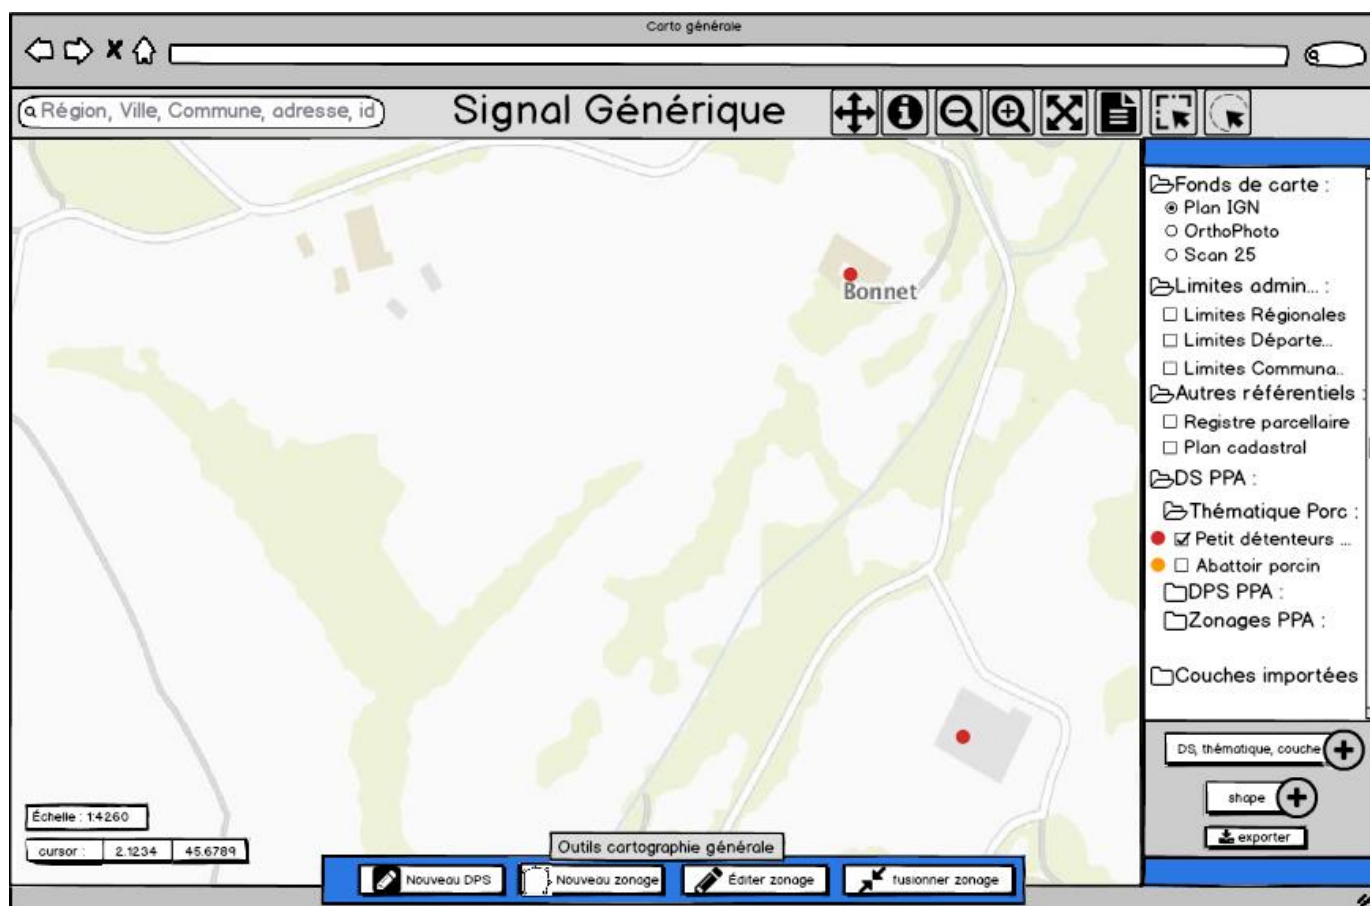 Carto générale
Région, Ville, Commune, adresse, id
Signal Générique
Fonds de carte :
Plan IGN
OrthoPhoto
Scan 25
Limites admin... :
Limites Régionales
Limites Départe...
Limites Communa..
Autres référentiels :
Registre parcellaire
Plan cadastral
DS PPA :
Thématique Porc :
Petit détenteurs ...
Abattoir porcin
DPS PPA :
Zonages PPA :
Couches importées
DS, thématique, couche
shape
exporter
Bonnet
Échelle : 1:4260
cursor : 2.1234 45.6789
Outils cartographie générale
Nouveau DPS
Nouveau zonage
Éditer zonage
fusionner zonage